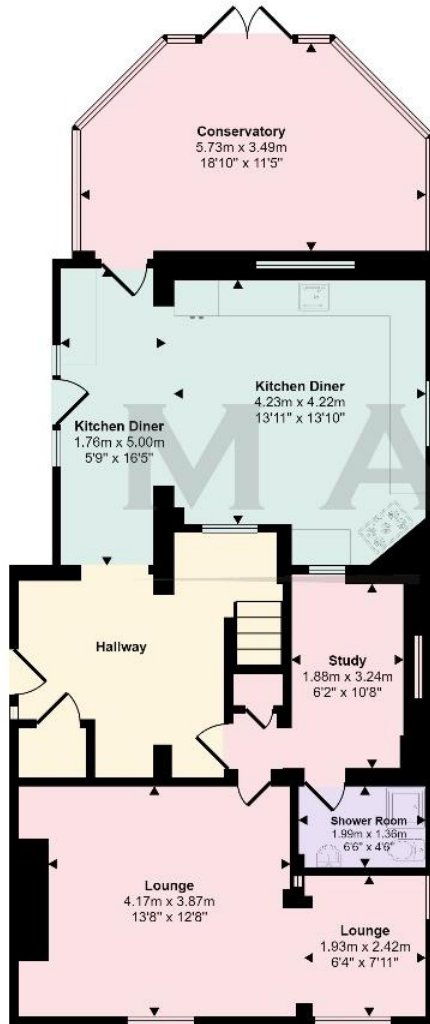 Conservatory
5.73m x 3.49m
18'10" x 11'5"
Kitchen Diner
4.23m x 4.22m
13'11" x 13'10"
Kitchen Diner
1.76m x 5.00m
5'9" x 16'5"
MA
Hallway
Study
1.88m x 3.24m
6'2" x 10'8"
Shower Room
1.99m x 1.36m
6'6" x 4'6"
Lounge
4.17m x 3.87m
13'8" x 12'8"
Lounge
1.93m x 2.42m
6'4" x 7'11"